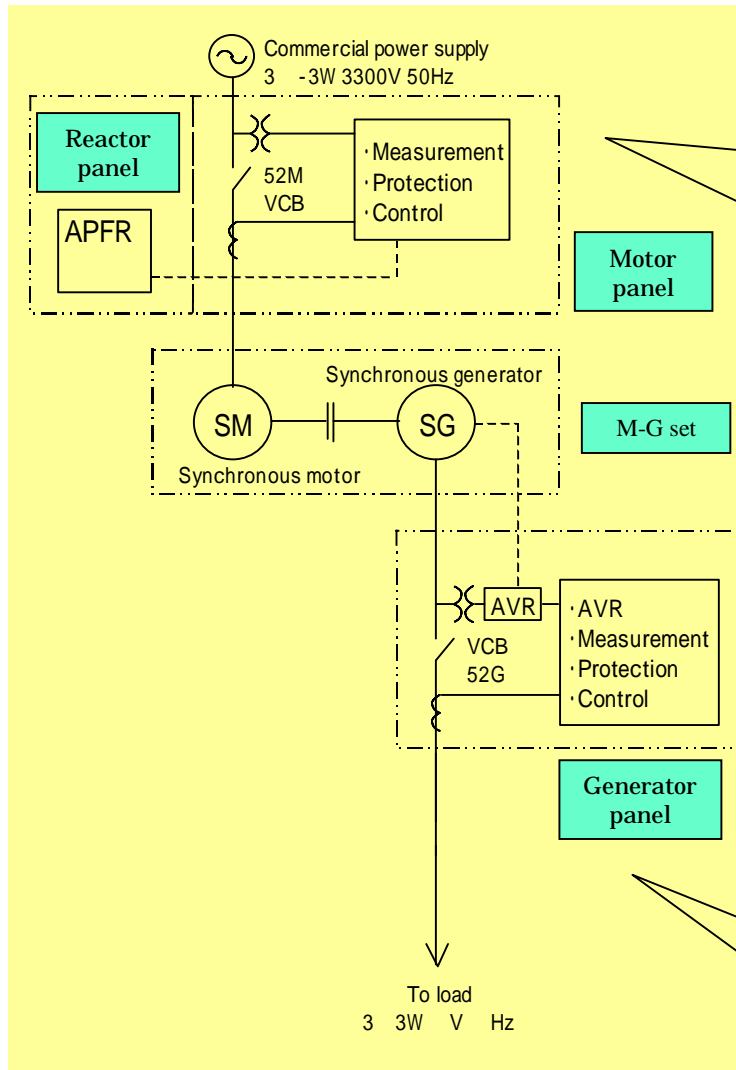 Commercial power supply
3 -3W 3300V 50Hz
Reactor
panel
52M
VCB
·Measurement
·Protection
·Control
APFR
Motor
panel
Synchronous generator
SM
SG
M-G set
Synchronous motor
AVR
VCB
52G
·AVR
·Measurement
·Protection
·Control
Generator
panel
To load
3 3W V Hz